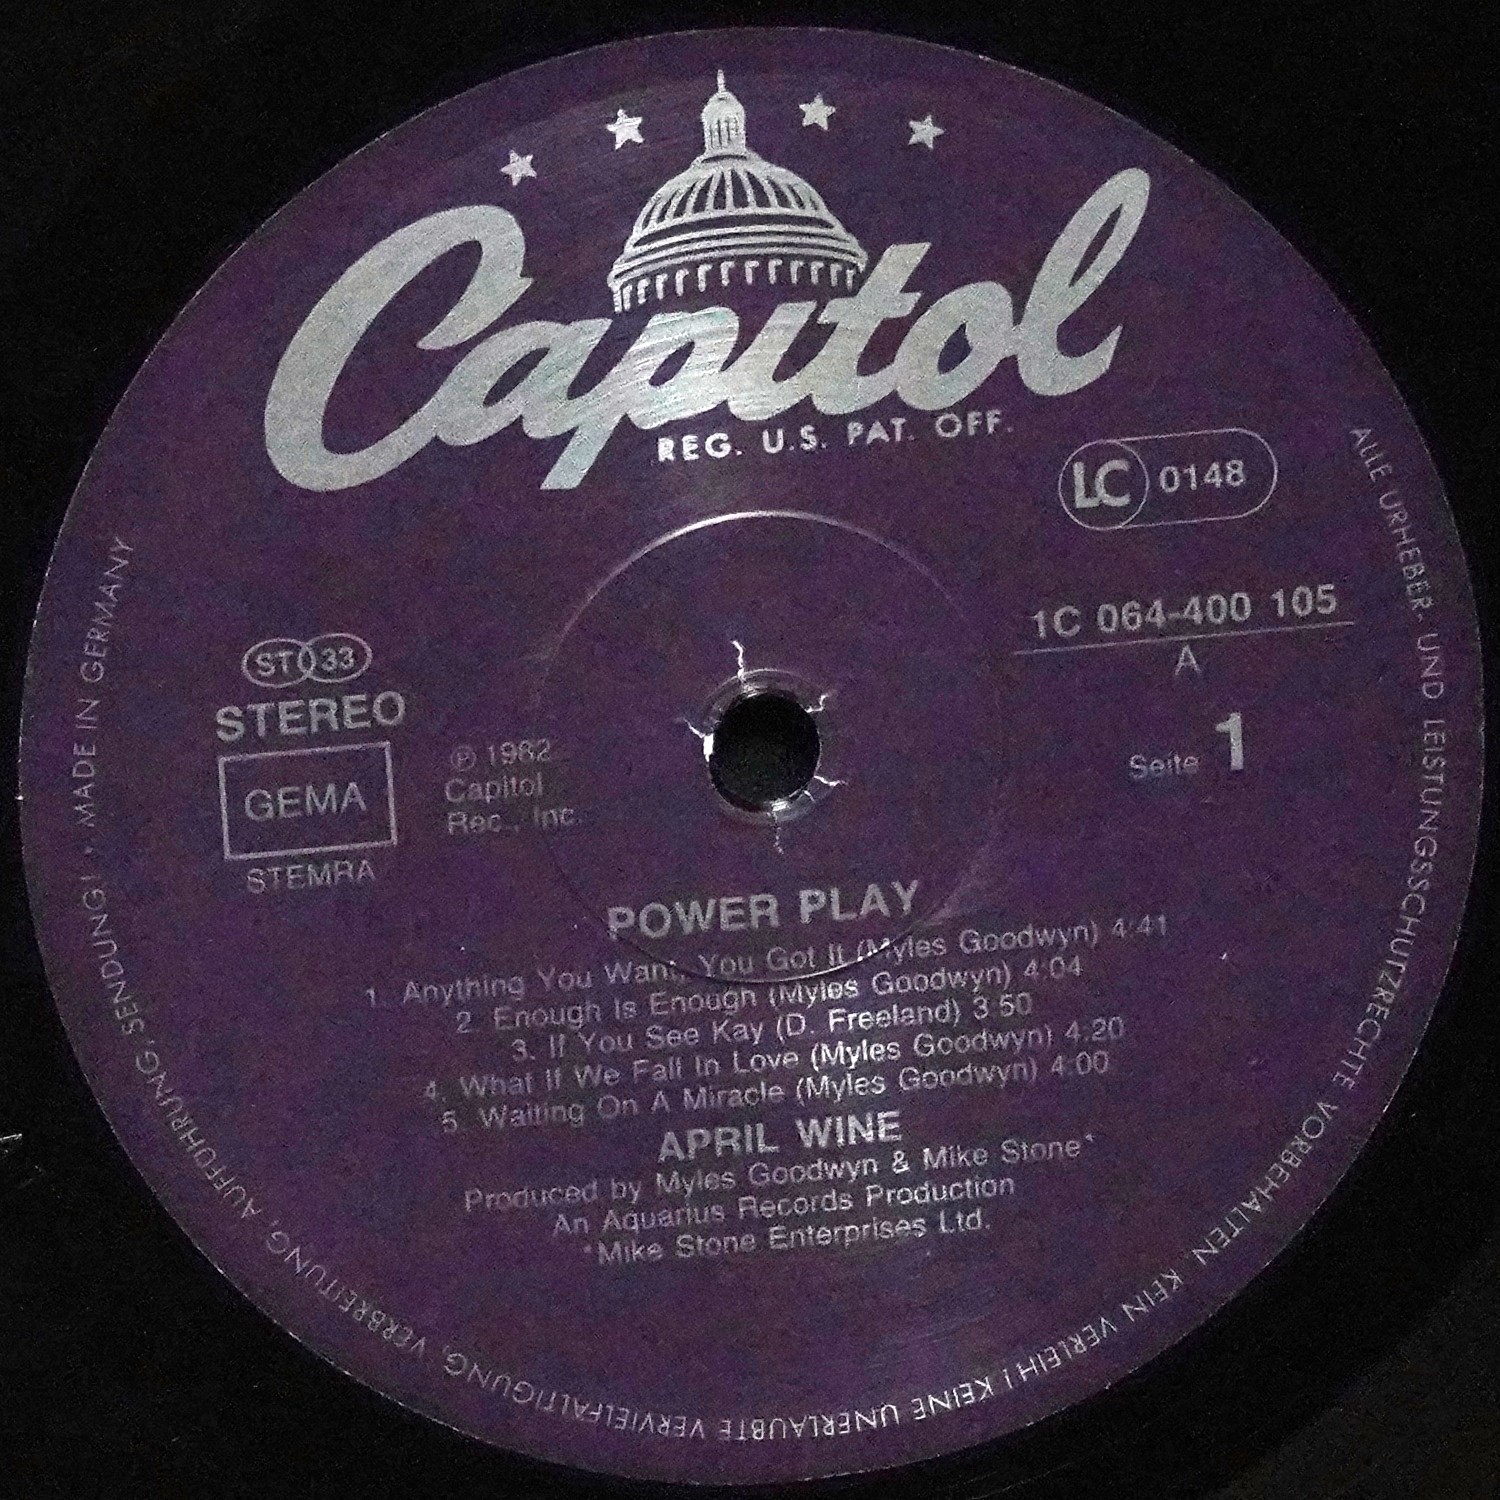 Capitol
REG. U.S. PAT. OFF.
LC 0148
1C 064-400 105
A
Seite 1
ST 33
STEREO
GEMA
STEMRA
℗ 1982
Capitol
Rec., Inc.
POWER PLAY
1. Anything You Want, You Got It (Myles Goodwyn) 4:41
2. Enough Is Enough (Myles Goodwyn) 4:04
3. If You See Kay (D. Freeland) 3:50
4. What If We Fall In Love (Myles Goodwyn) 4:20
5. Waiting On A Miracle (Myles Goodwyn) 4:00
APRIL WINE
Produced by Myles Goodwyn & Mike Stone*
An Aquarius Records Production
*Mike Stone Enterprises Ltd.
ALLE URHEBER- UND LEISTUNGSSCHUTZRECHTE VORBEHALTEN. KEIN VERLEIH! KEINE UNERLAUBTE VERVIELFÄLTIGUNG, VERBREITUNG, AUFFÜHRUNG, SENDUNG! • MADE IN GERMANY